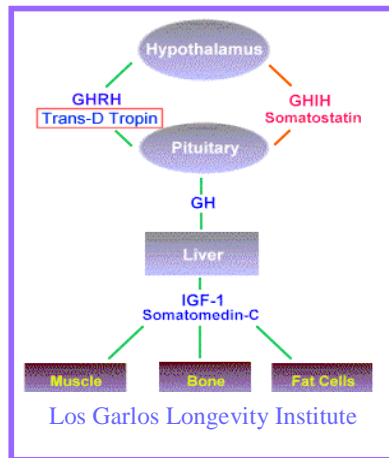 Hypothalamus
GHRH
Trans-D Tropin
GHIH
Somatostatin
Pituitary
GH
Liver
IGF-1
Somatomedin-C
Muscle
Bone
Fat Cells
Los Garlos Longevity Institute